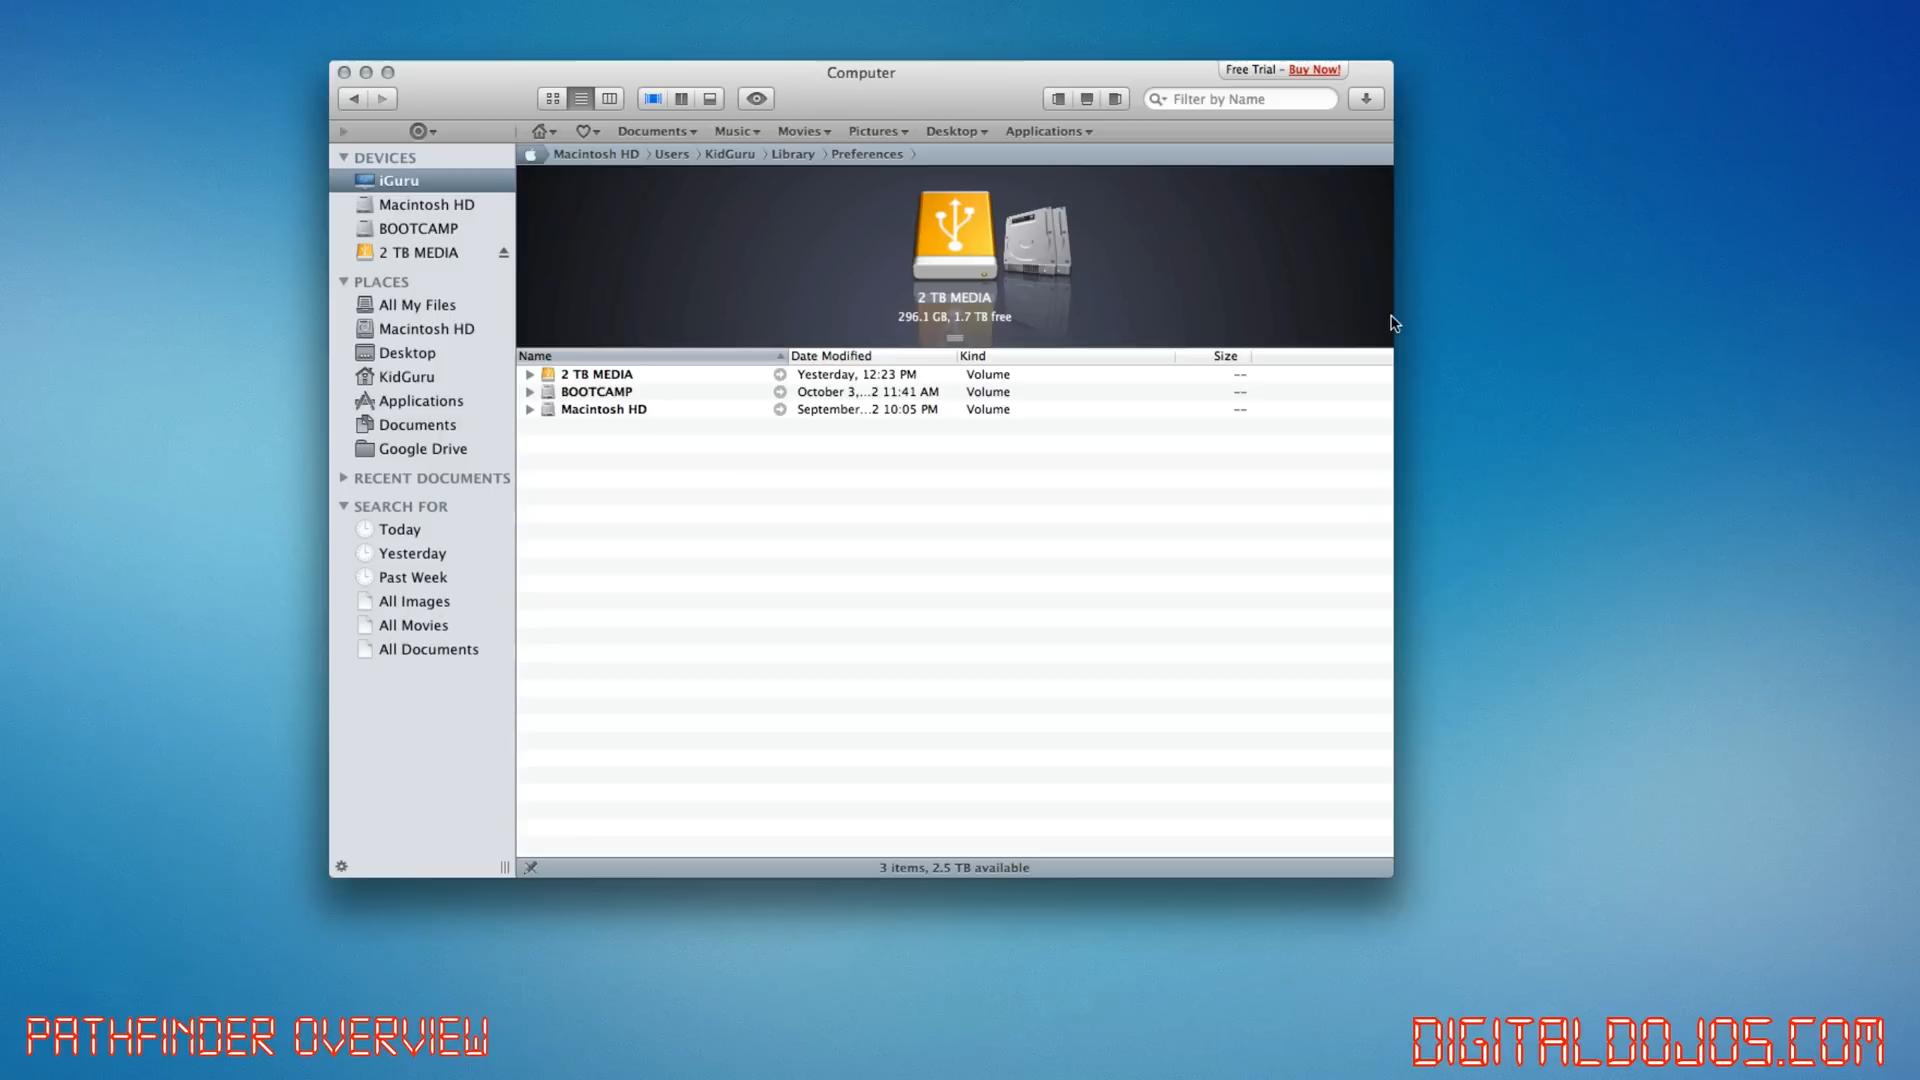 Computer
Free Trial - Buy Now!
Filter by Name
Documents Music Movies Pictures Desktop Applications
Macintosh HD Users KidGuru Library Preferences
DEVICES
iGuru
Macintosh HD
BOOTCAMP
2 TB MEDIA
PLACES
All My Files
Macintosh HD
Desktop
KidGuru
Applications
Documents
Google Drive
RECENT DOCUMENTS
SEARCH FOR
Today
Yesterday
Past Week
All Images
All Movies
All Documents
2 TB MEDIA
296.1 GB, 1.7 TB free
Name Date Modified Kind Size
2 TB MEDIA Yesterday, 12:23 PM Volume --
BOOTCAMP October 3,...2 11:41 AM Volume --
Macintosh HD September...2 10:05 PM Volume --
3 items, 2.5 TB available
PATHFINDER OVERVIEW
DIGITALDOJOS.COM